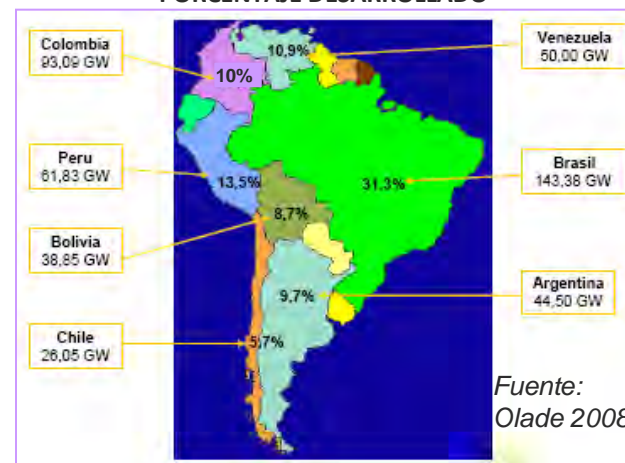 PORCENTAJE DESARROLLADO
Colombia
93,09 GW
10,9%
Venezuela
50,00 GW
10%
Peru
61,83 GW
13,5%
31,3%
Brasil
143,38 GW
8,7%
Bolivia
38,85 GW
9,7%
Argentina
44,50 GW
Chile
26,05 GW
5,7%
Fuente:
Olade 2008